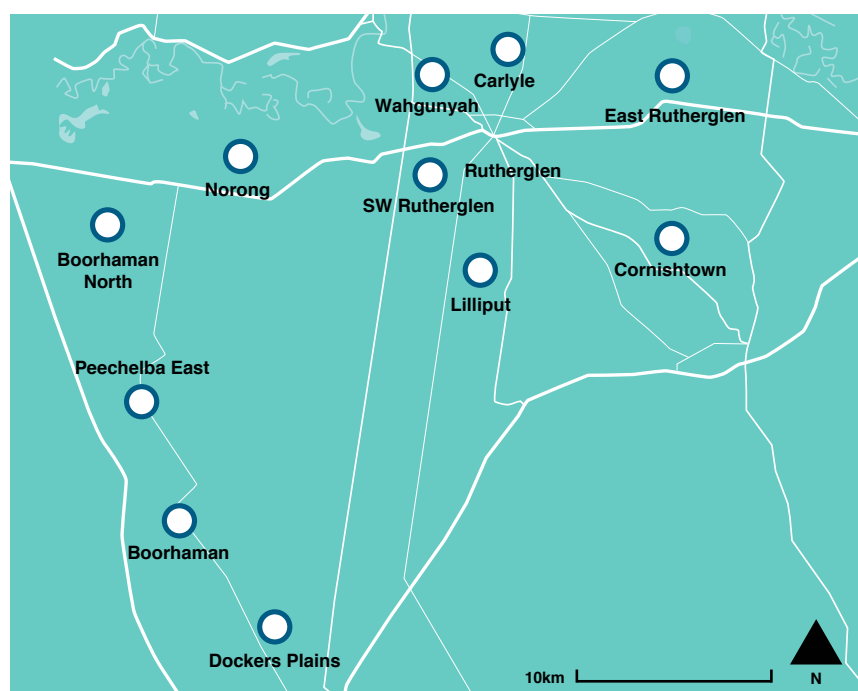 Carlyle
Wahgunyah
East Rutherglen
Rutherglen
Norong
SW Rutherglen
Boorhaman
North
Cornishtown
Lilliput
Peechelba East
Boorhaman
Dockers Plains
10km
N